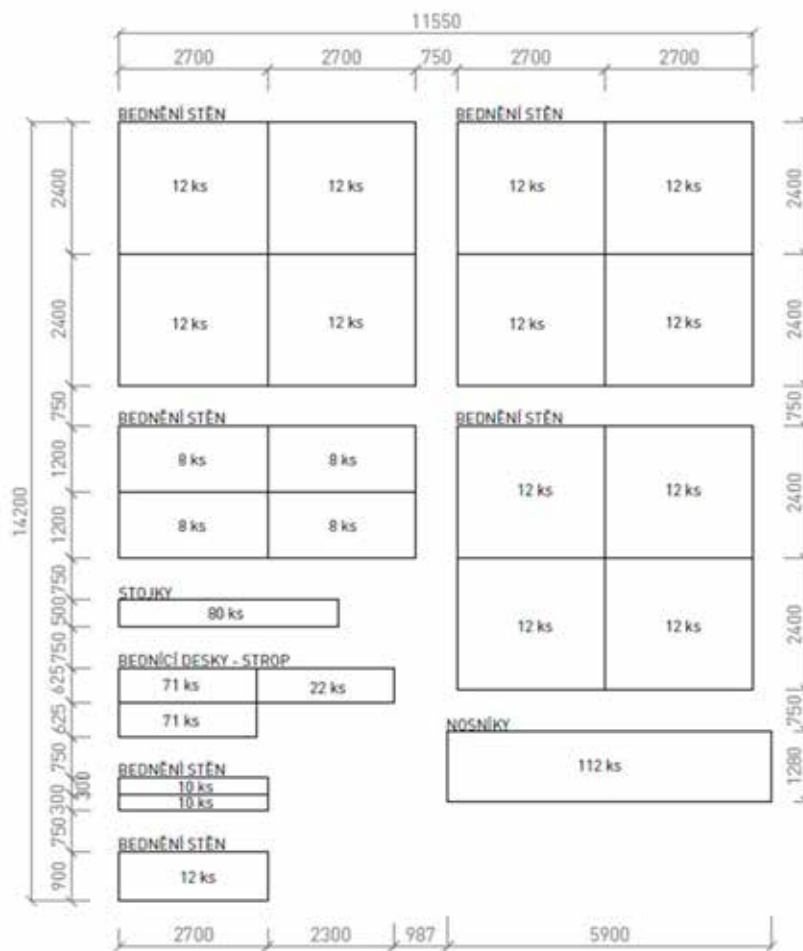 11550
2700 2700 750 2700 2700
BEDNĚNÍ STĚN BEDNĚNÍ STĚN
2400 12 ks 12 ks 12 ks 12 ks 2400
2400 12 ks 12 ks 12 ks 12 ks 2400
750 750
BEDNĚNÍ STĚN BEDNĚNÍ STĚN
1200 8 ks 8 ks 12 ks 12 ks 2400
14200
1200 8 ks 8 ks
750
STOJKY
500 80 ks 12 ks 12 ks 2400
750
BEDNÍCÍ DESKY - STROP
625 71 ks 22 ks
625 71 ks 750
NOSNÍKY
750 112 ks 1280
BEDNĚNÍ STĚN
300 10 ks
300 10 ks
750
BEDNĚNÍ STĚN
900 12 ks
2700 2300 987 5900